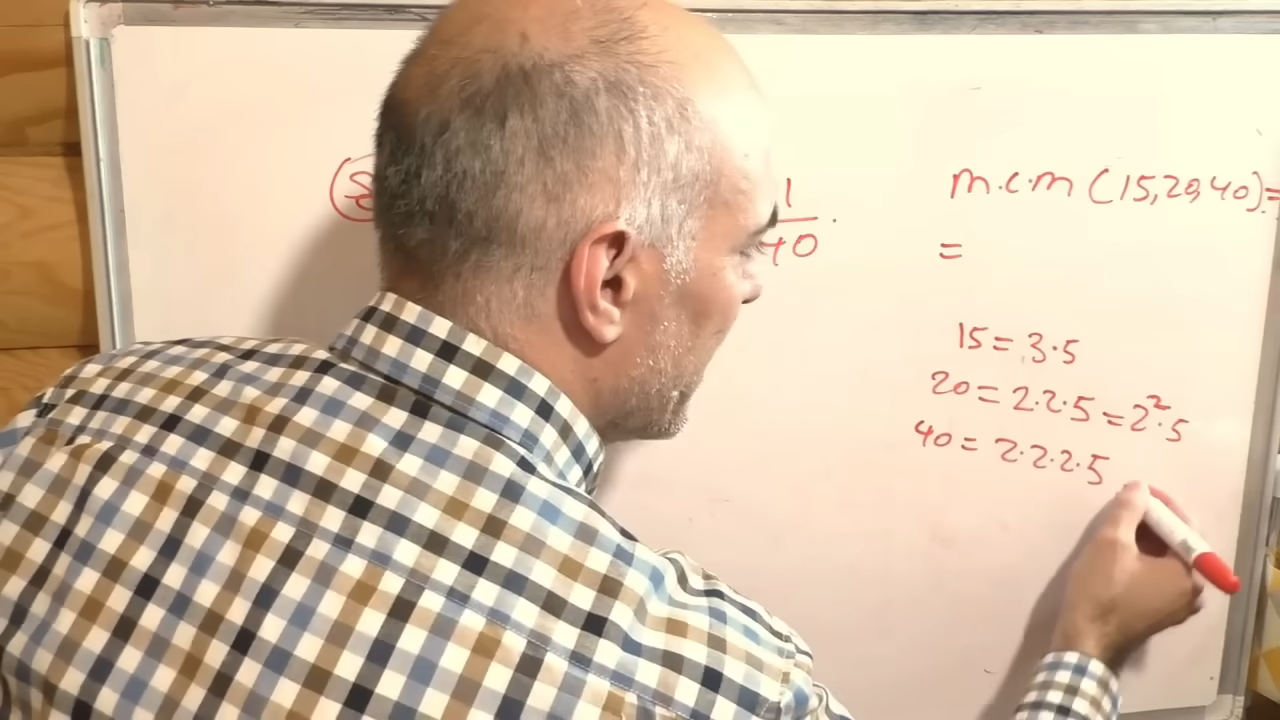 m.c.m (15,20,40)=
1
40
=
15 = 3·5
20 = 2·2·5 = 2²·5
40 = 2·2·2·5